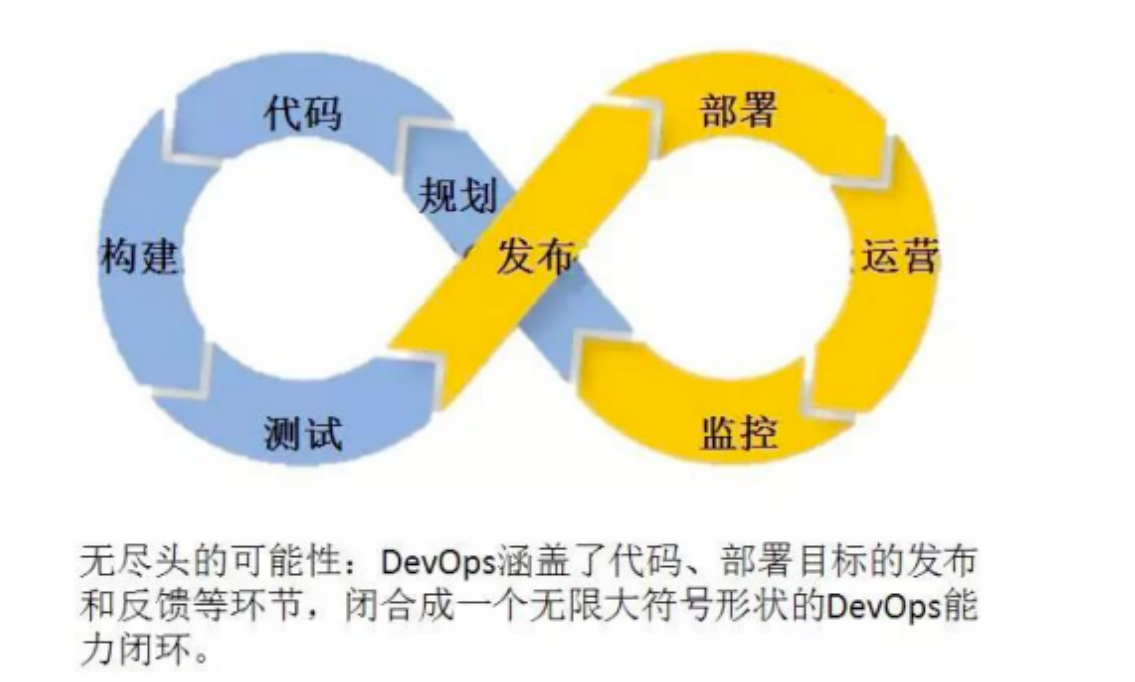 代码
部署
规划
构建
发布
运营
测试
监控
无尽头的可能性：DevOps涵盖了代码、部署目标的发布
和反馈等环节，闭合成一个无限大符号形状的DevOps能
力闭环。